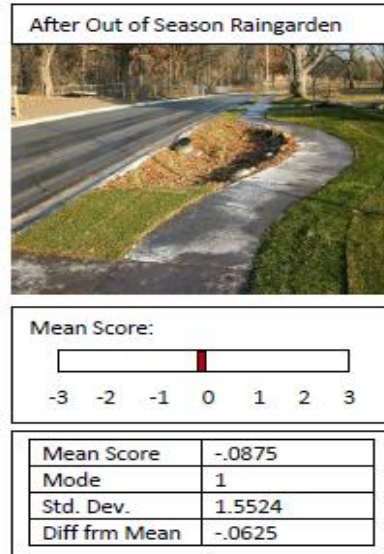 After Out of Season Raingarden
Mean Score:
-3 -2 -1 0 1 2 3
Mean Score -.0875
Mode 1
Std. Dev. 1.5524
Diff frm Mean -.0625